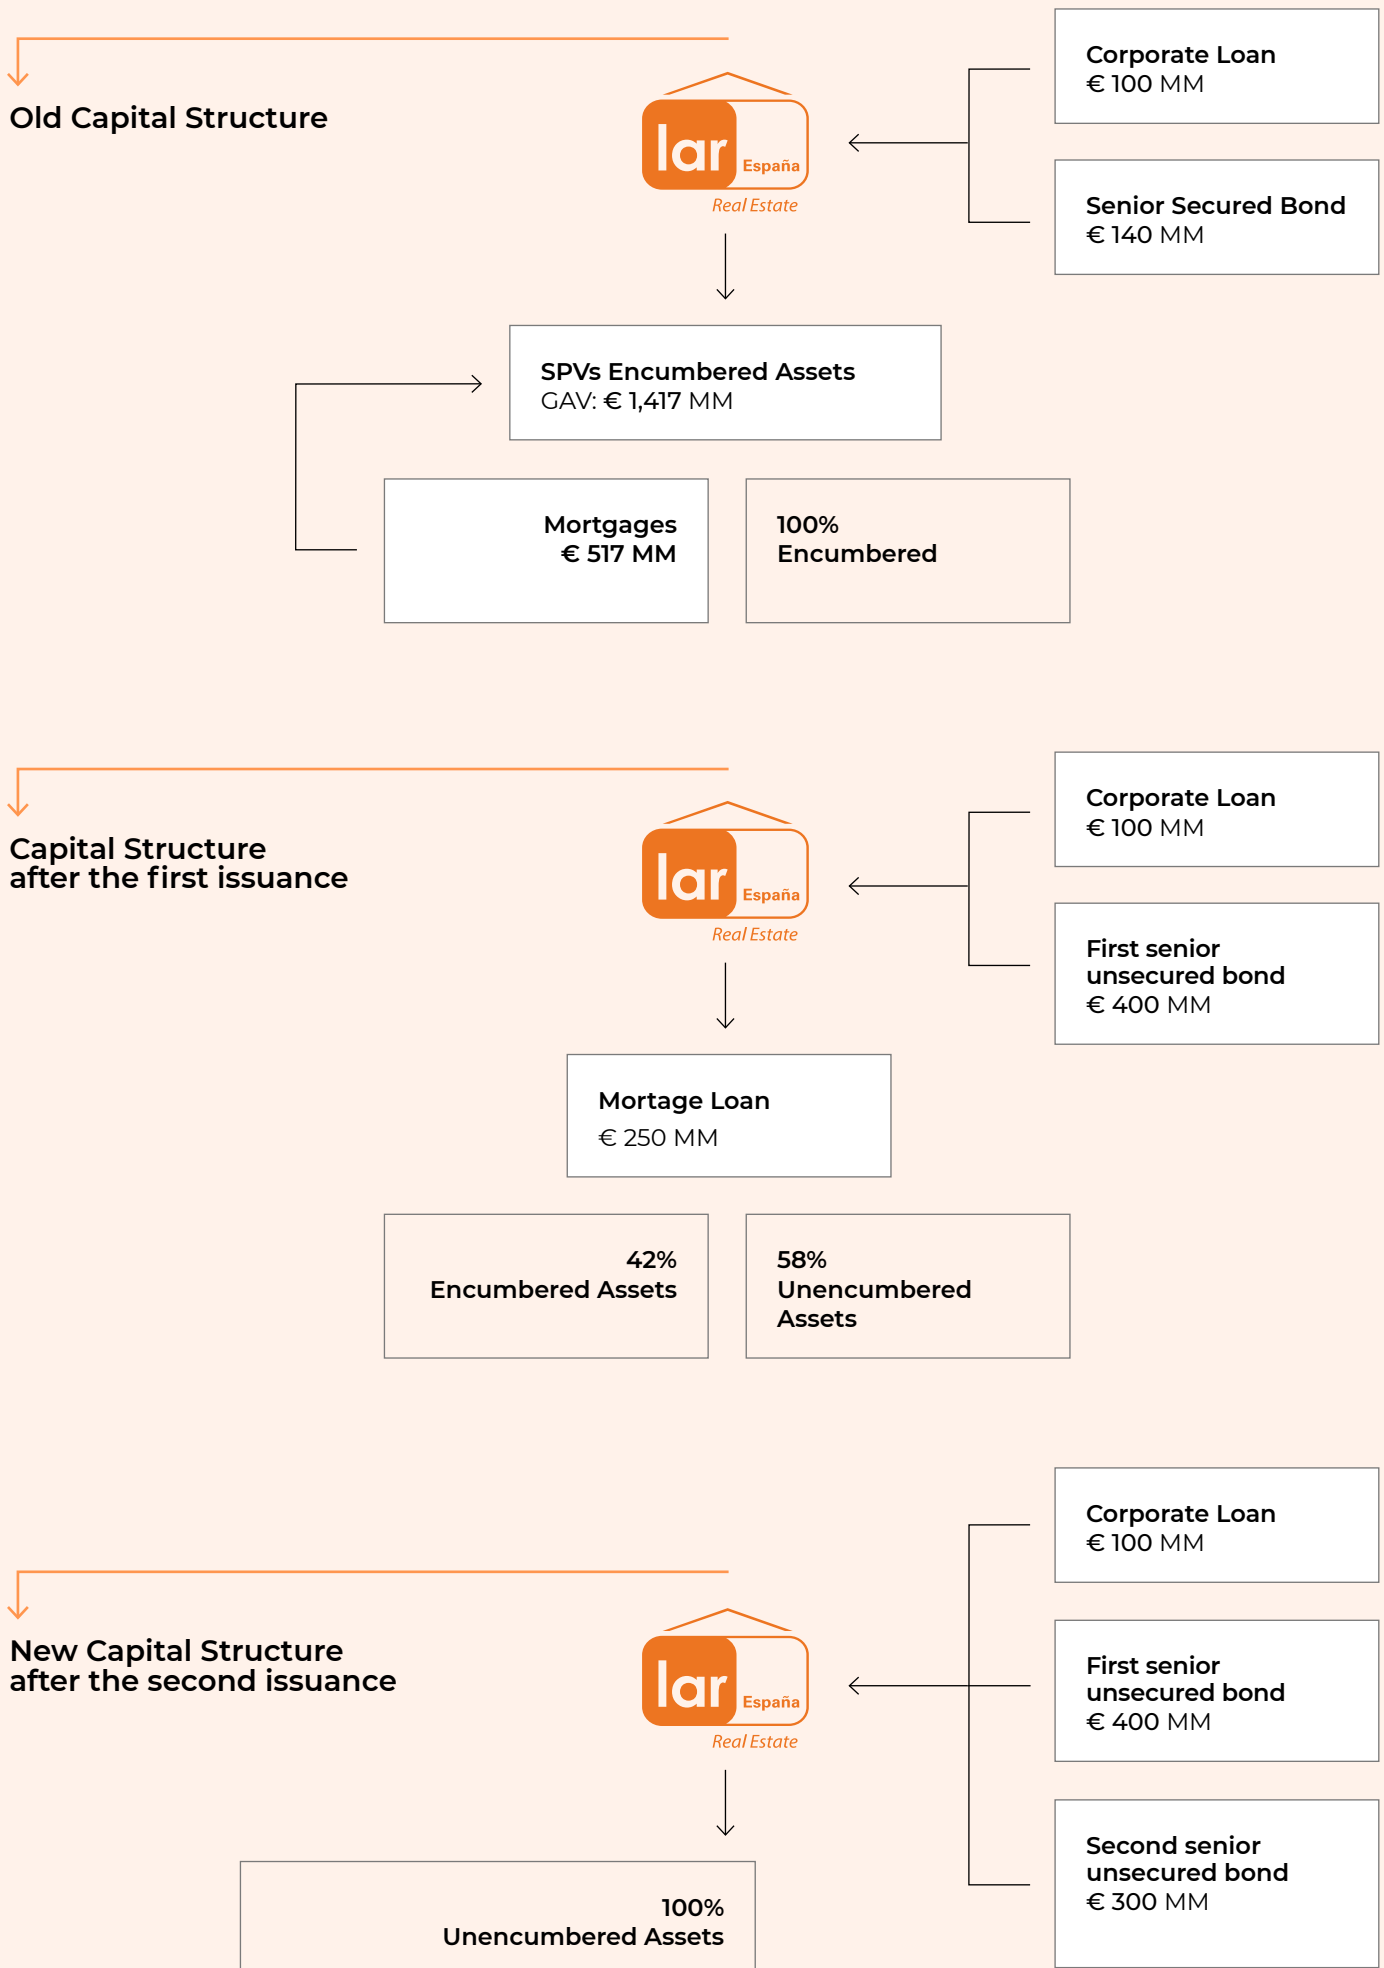 Old Capital Structure
lar
España
Real Estate
Corporate Loan
€ 100 MM
Senior Secured Bond
€ 140 MM
SPVs Encumbered Assets
GAV: € 1,417 MM
Mortgages
€ 517 MM
100%
Encumbered
Capital Structure
after the first issuance
lar
España
Real Estate
Corporate Loan
€ 100 MM
First senior
unsecured bond
€ 400 MM
Mortage Loan
€ 250 MM
42%
Encumbered Assets
58%
Unencumbered
Assets
New Capital Structure
after the second issuance
lar
España
Real Estate
Corporate Loan
€ 100 MM
First senior
unsecured bond
€ 400 MM
Second senior
unsecured bond
€ 300 MM
100%
Unencumbered Assets